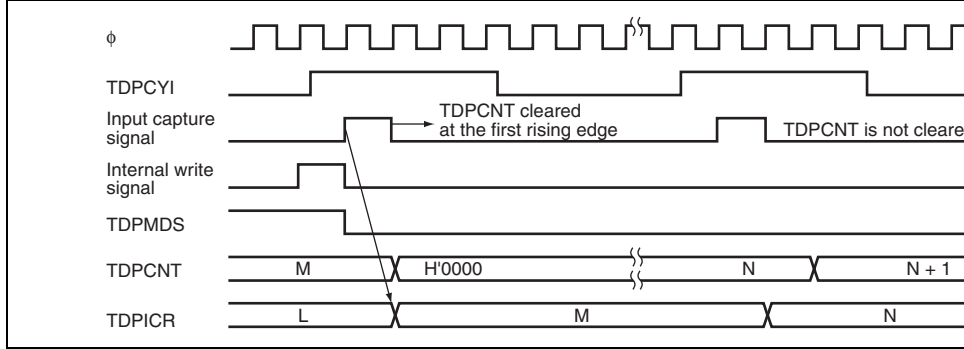 φ
TDPCYI
Input capture
signal
TDPCNT cleared
at the first rising edge
TDPCNT is not cleare
Internal write
signal
TDPMDS
TDPCNT
M
H'0000
N
N + 1
TDPICR
L
M
N